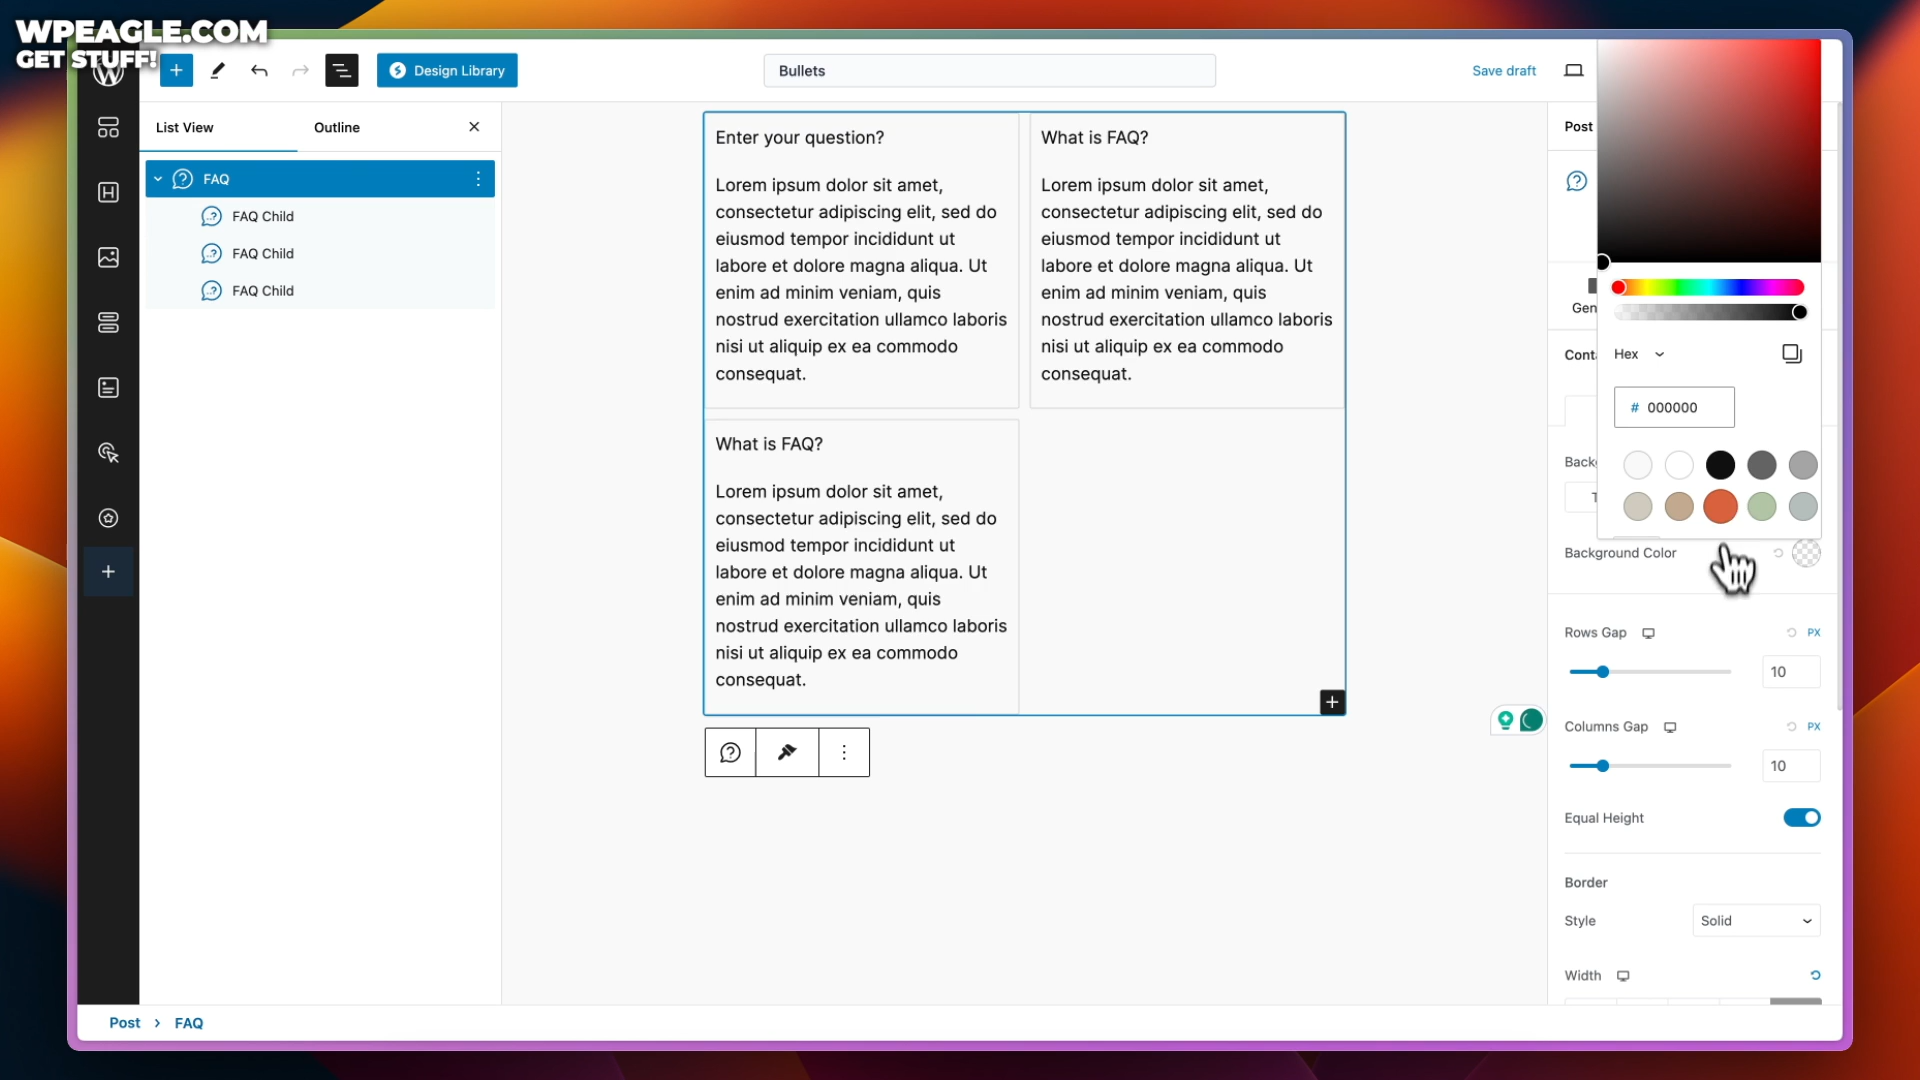 WPEAGLE.COM
GET STUFF!
Design Library
Bullets
Save draft
List View
Outline
FAQ
FAQ Child
FAQ Child
FAQ Child
Enter your question?
Lorem ipsum dolor sit amet,
consectetur adipiscing elit, sed do
eiusmod tempor incididunt ut
labore et dolore magna aliqua. Ut
enim ad minim veniam, quis
nostrud exercitation ullamco laboris
nisi ut aliquip ex ea commodo
consequat.
What is FAQ?
Lorem ipsum dolor sit amet,
consectetur adipiscing elit, sed do
eiusmod tempor incididunt ut
labore et dolore magna aliqua. Ut
enim ad minim veniam, quis
nostrud exercitation ullamco laboris
nisi ut aliquip ex ea commodo
consequat.
What is FAQ?
Lorem ipsum dolor sit amet,
consectetur adipiscing elit, sed do
eiusmod tempor incididunt ut
labore et dolore magna aliqua. Ut
enim ad minim veniam, quis
nostrud exercitation ullamco laboris
nisi ut aliquip ex ea commodo
consequat.
Post
Gen
Hex
# 000000
Background Color
Rows Gap
PX
10
Columns Gap
PX
10
Equal Height
Border
Style
Solid
Width
Post
FAQ